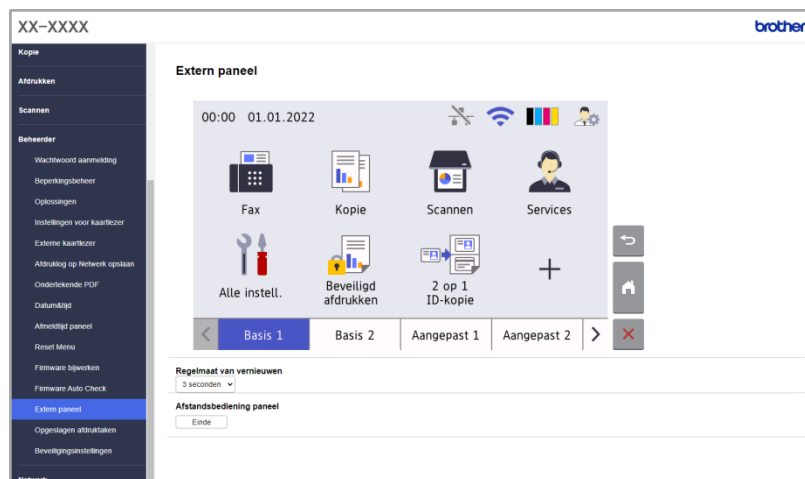 XX-XXXX
brother
Kopie
Afdrukken
Scannen
Beheerder
Wachtwoord aanmelding
Beperkingsbeheer
Oplossingen
Instellingen voor kaartlezer
Externe kaartlezer
Afdruklog op Netwerk opslaan
Ondertekende PDF
Datum&tijd
Afmeldtijd paneel
Reset Menu
Firmware bijwerken
Firmware Auto Check
Extern paneel
Opgeslagen afdruktaken
Beveiligingsinstellingen
Netwerk
Extern paneel
00:00 01.01.2022
Fax
Kopie
Scannen
Services
Alle instell.
Beveiligd
afdrukken
2 op 1
ID-kopie
Basis 1
Basis 2
Aangepast 1
Aangepast 2
Regelmaat van vernieuwen
3 seconden
Afstandsbediening paneel
Einde